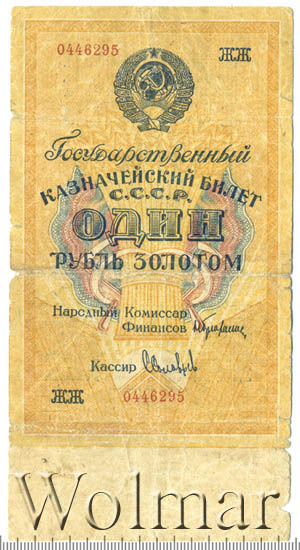 0446295 ЖЖ
Государственный
КАЗНАЧЕЙСКИЙ БИЛЕТ
С.С.С.Р.
ОДИН
РУБЛЬ ЗОЛОТОМ
Народный Комиссар
Финансов
Кассир
ЖЖ 0446295
Wolmar